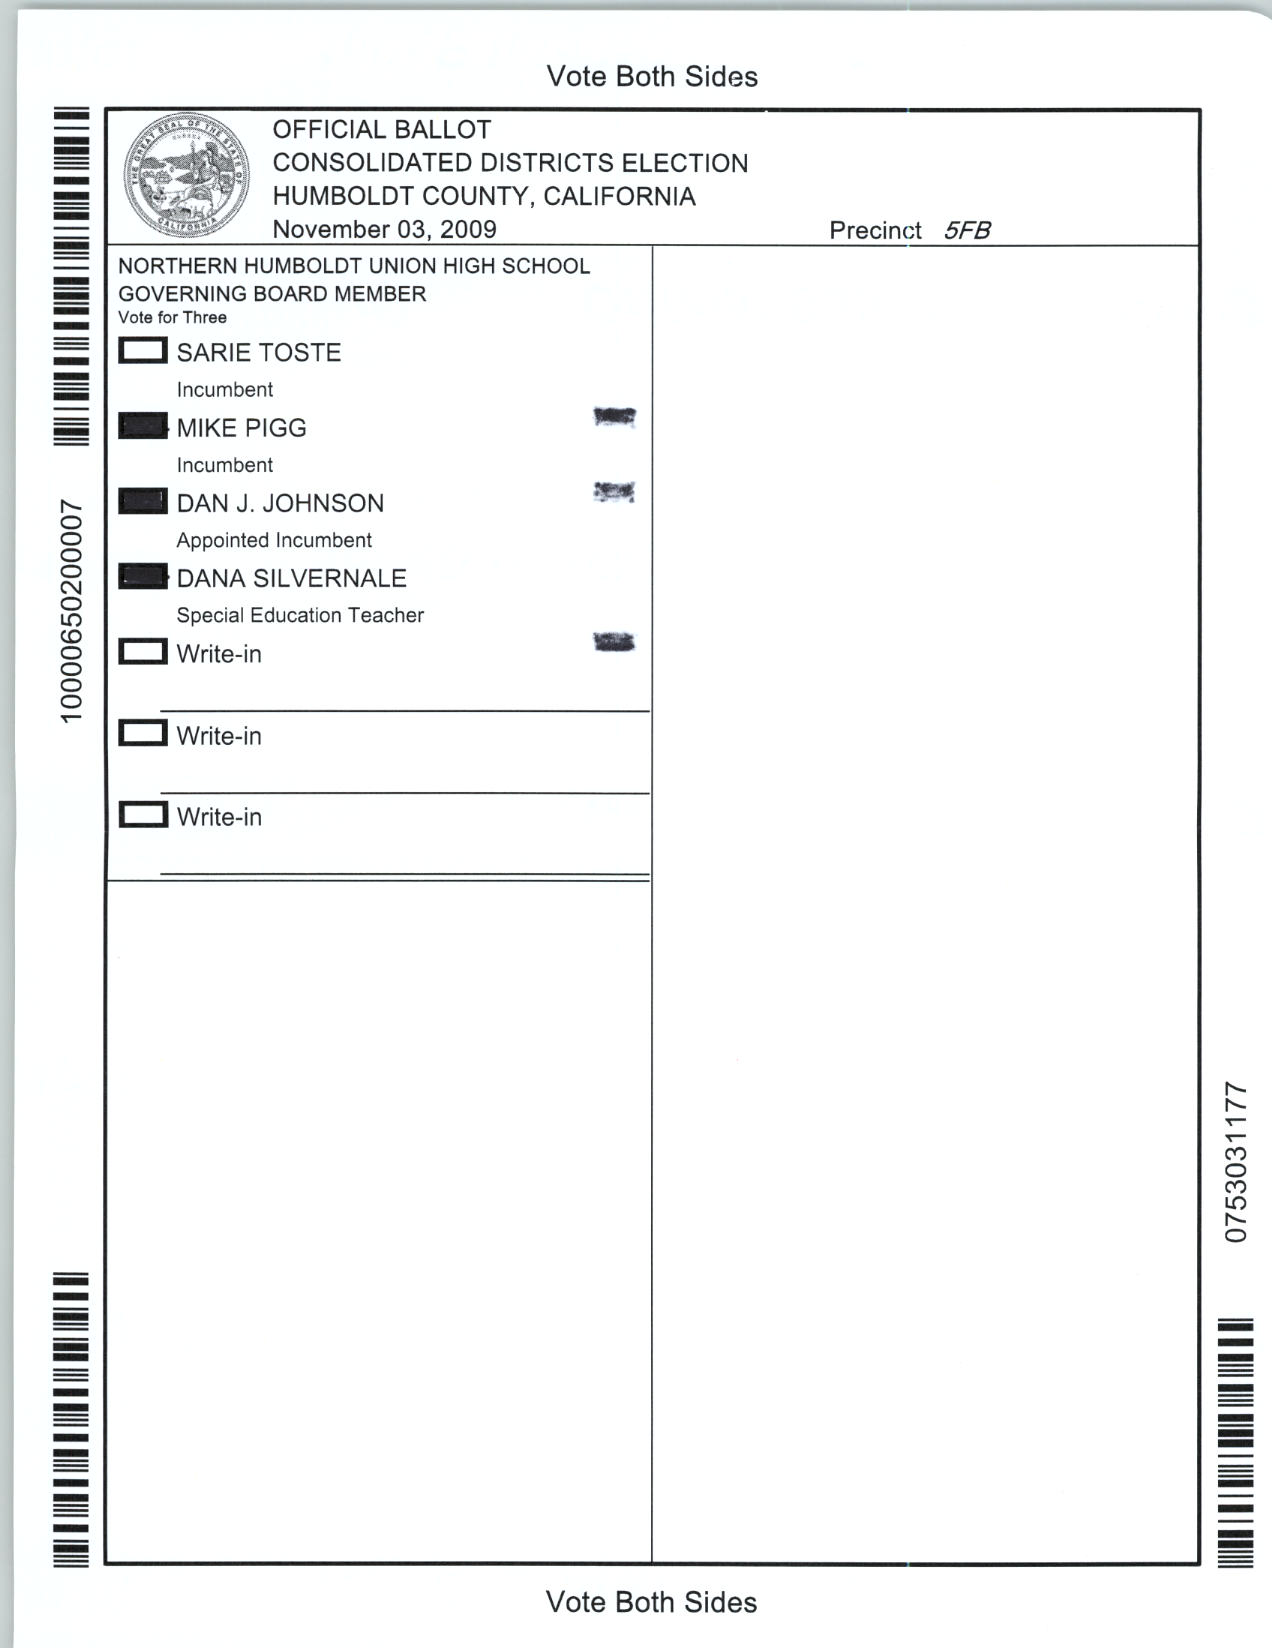 Vote Both Sides
THE GREAT SEAL OF THE STATE OF CALIFORNIA
EUREKA
OFFICIAL BALLOT
CONSOLIDATED DISTRICTS ELECTION
HUMBOLDT COUNTY, CALIFORNIA
November 03, 2009
Precinct 5FB
NORTHERN HUMBOLDT UNION HIGH SCHOOL
GOVERNING BOARD MEMBER
Vote for Three
SARIE TOSTE
Incumbent
MIKE PIGG
Incumbent
DAN J. JOHNSON
Appointed Incumbent
DANA SILVERNALE
Special Education Teacher
Write-in
Write-in
Write-in
10000650200007
0753031177
Vote Both Sides